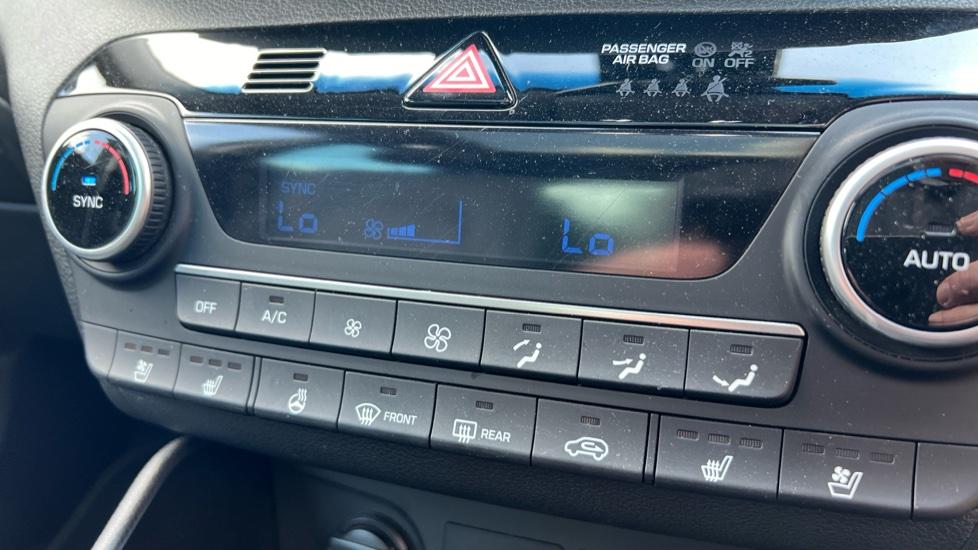 PASSENGER
AIR BAG
ON
OFF
SYNC
SYNC
Lo
Lo
AUTO
OFF
A/C
FRONT
REAR